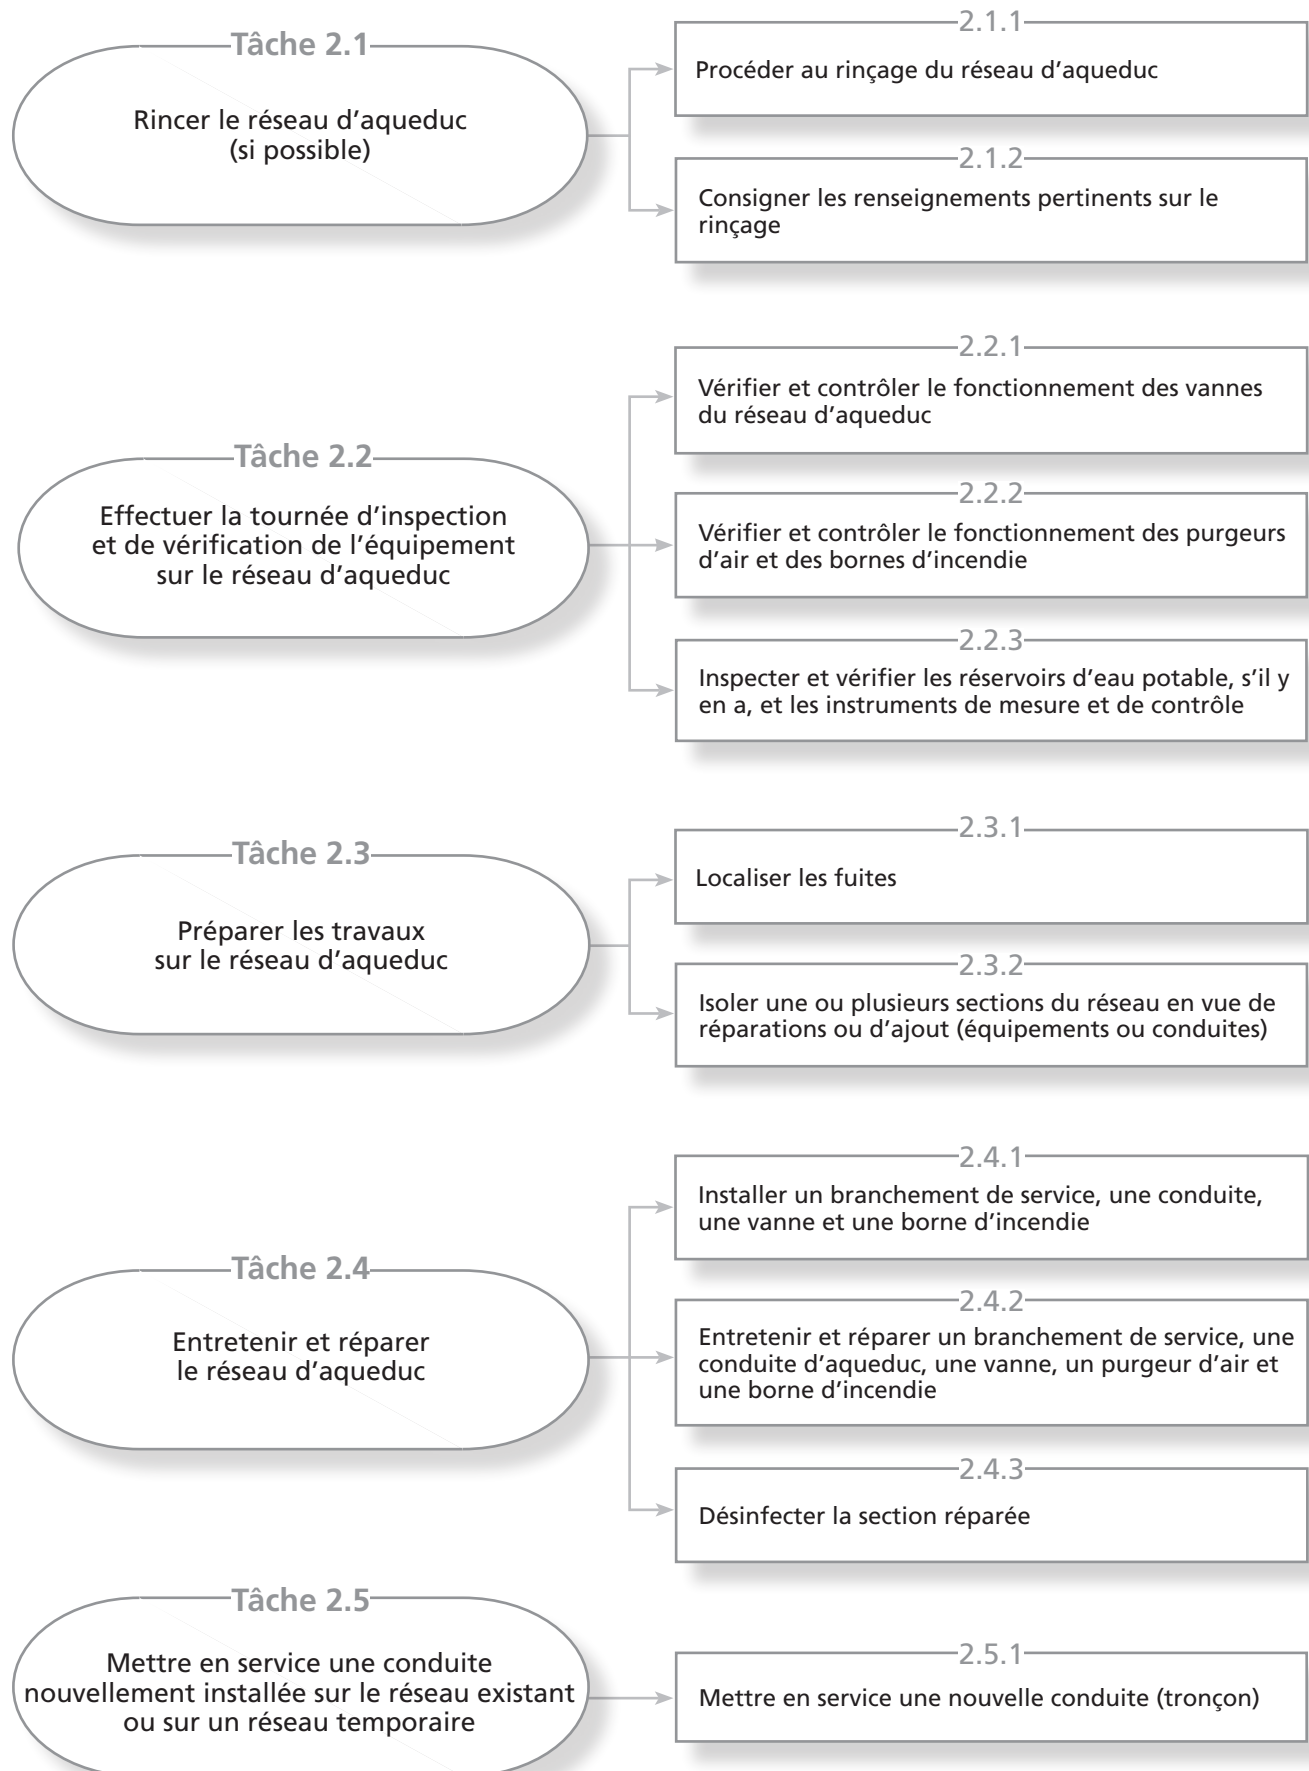 Tâche 2.1
Rincer le réseau d’aqueduc
(si possible)
2.1.1
Procéder au rinçage du réseau d’aqueduc
2.1.2
Consigner les renseignements pertinents sur le
rinçage
Tâche 2.2
Effectuer la tournée d’inspection
et de vérification de l’équipement
sur le réseau d’aqueduc
2.2.1
Vérifier et contrôler le fonctionnement des vannes
du réseau d’aqueduc
2.2.2
Vérifier et contrôler le fonctionnement des purgeurs
d’air et des bornes d’incendie
2.2.3
Inspecter et vérifier les réservoirs d’eau potable, s’il y
en a, et les instruments de mesure et de contrôle
Tâche 2.3
Préparer les travaux
sur le réseau d’aqueduc
2.3.1
Localiser les fuites
2.3.2
Isoler une ou plusieurs sections du réseau en vue de
réparations ou d’ajout (équipements ou conduites)
Tâche 2.4
Entretenir et réparer
le réseau d’aqueduc
2.4.1
Installer un branchement de service, une conduite,
une vanne et une borne d’incendie
2.4.2
Entretenir et réparer un branchement de service, une
conduite d’aqueduc, une vanne, un purgeur d’air et
une borne d’incendie
2.4.3
Désinfecter la section réparée
Tâche 2.5
Mettre en service une conduite
nouvellement installée sur le réseau existant
ou sur un réseau temporaire
2.5.1
Mettre en service une nouvelle conduite (tronçon)